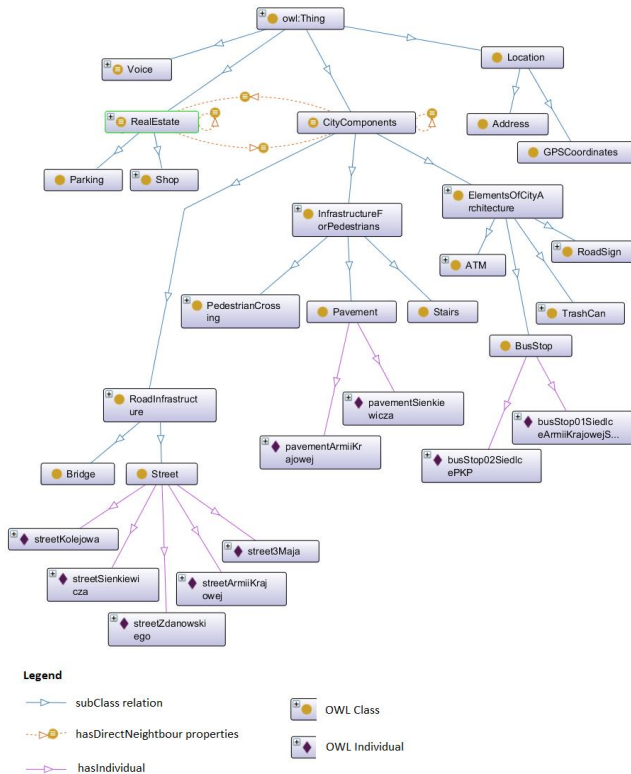 owl:Thing
Voice
Location
RealEstate
CityComponents
Address
GPSCoordinates
Parking
Shop
ElementsOfCityA
rchitecture
InfrastructureF
orPedestrians
RoadSign
ATM
PedestrianCross
ing
Pavement
Stairs
TrashCan
BusStop
RoadInfrastruct
ure
pavementSienkie
wicza
busStop01Siedlc
eArmiiKrajowejS...
pavementArmiiKr
ajowej
busStop02Siedlc
ePKP
Bridge
Street
streetKolejowa
street3Maja
streetSienkiewi
cza
streetArmiiKraj
owej
streetZdanowski
ego
Legend
subClass relation
OWL Class
hasDirectNeightbour properties
OWL Individual
hasIndividual